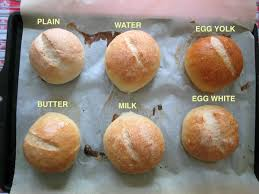 PLAIN
WATER
EGG YOLK
BUTTER
MILK
EGG WHITE